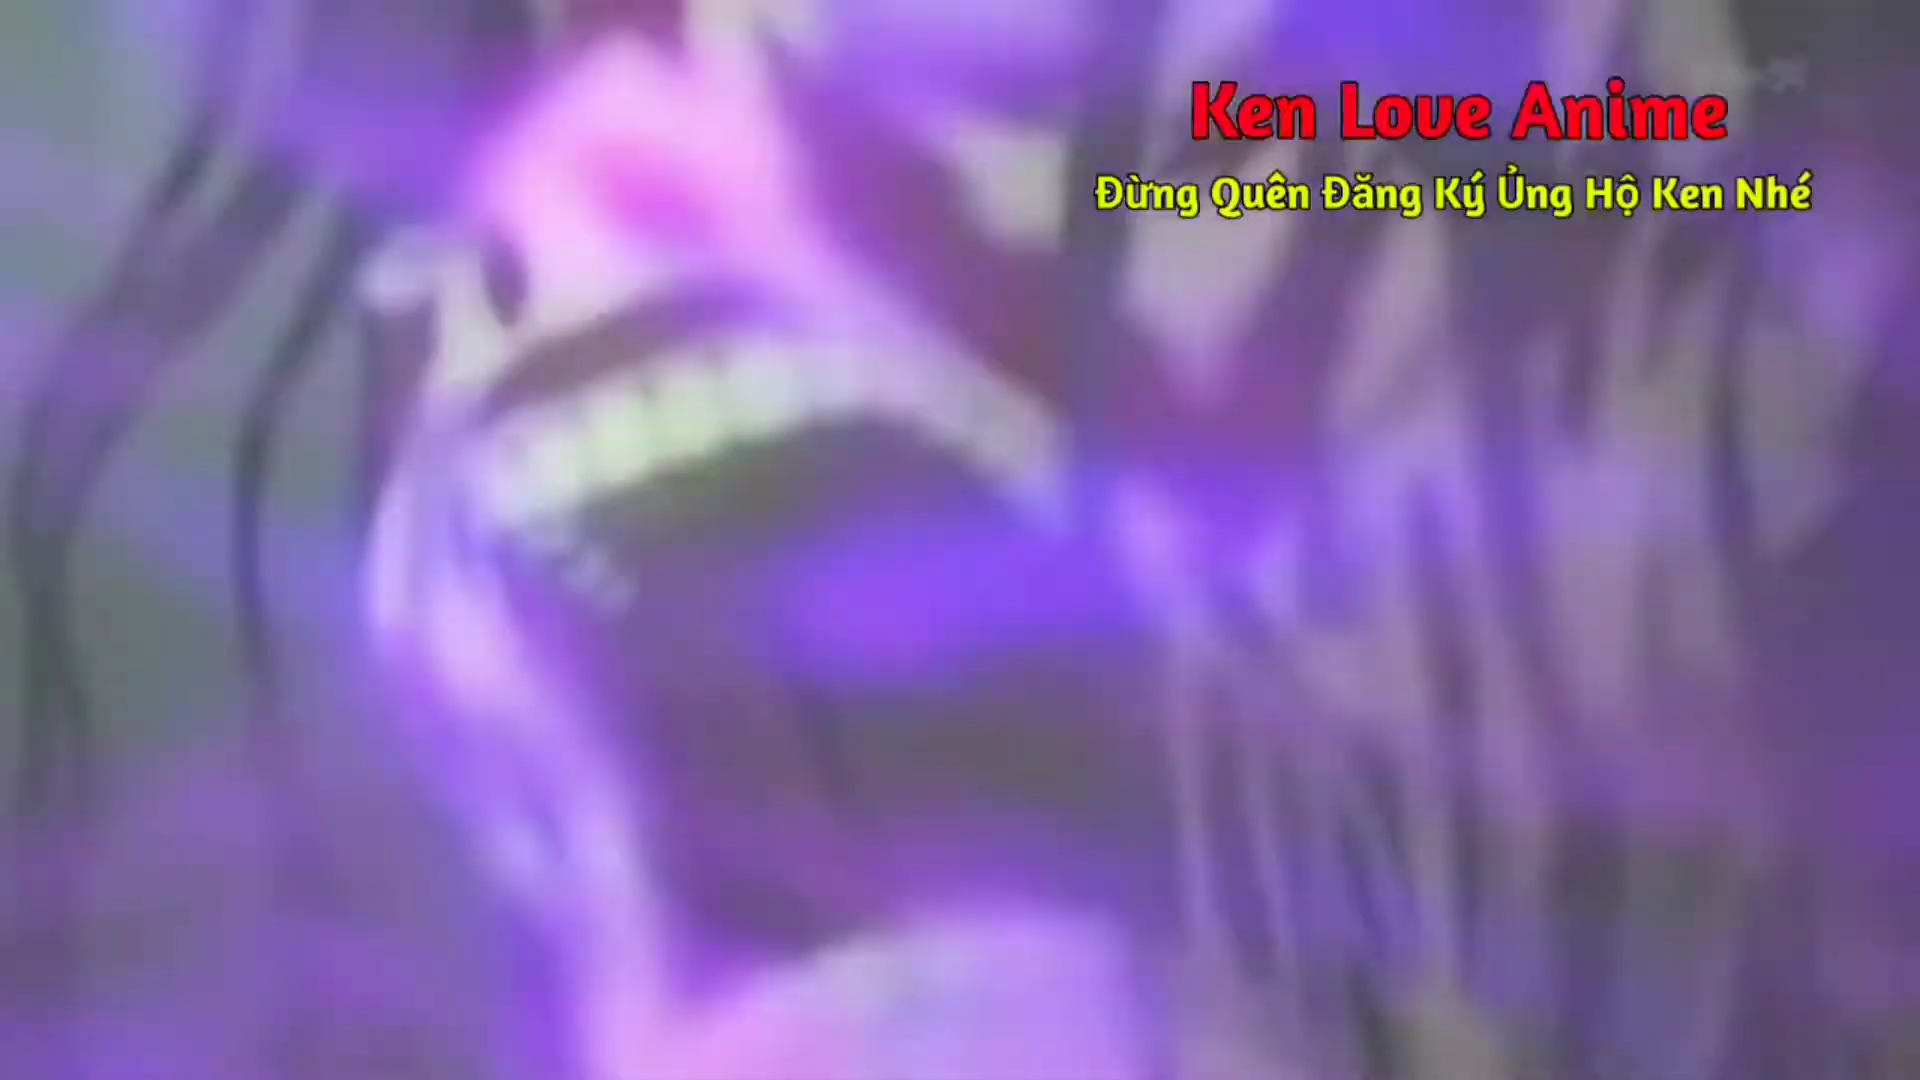 Ken Love Anime
Đừng Quên Đăng Ký Ủng Hộ Ken Nhé